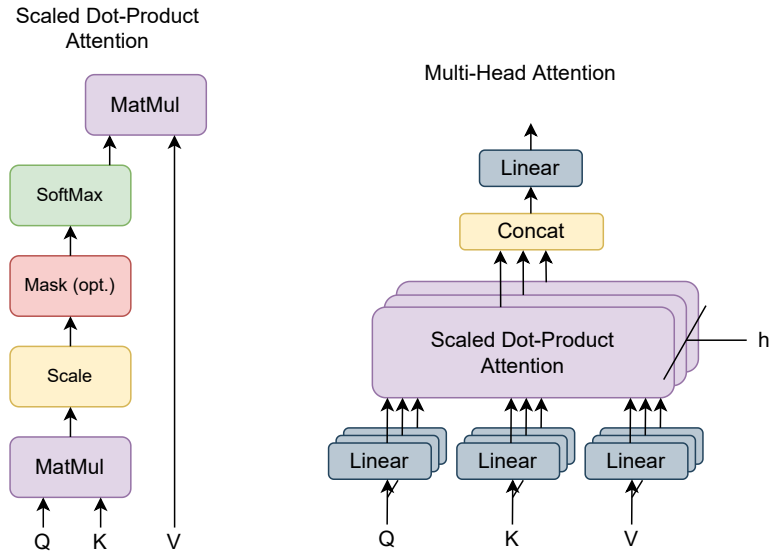 Scaled Dot-Product
Attention
MatMul
SoftMax
Mask (opt.)
Scale
MatMul
Q K V
Multi-Head Attention
Linear
Concat
Scaled Dot-Product
Attention
h
Linear Linear Linear
Q K V